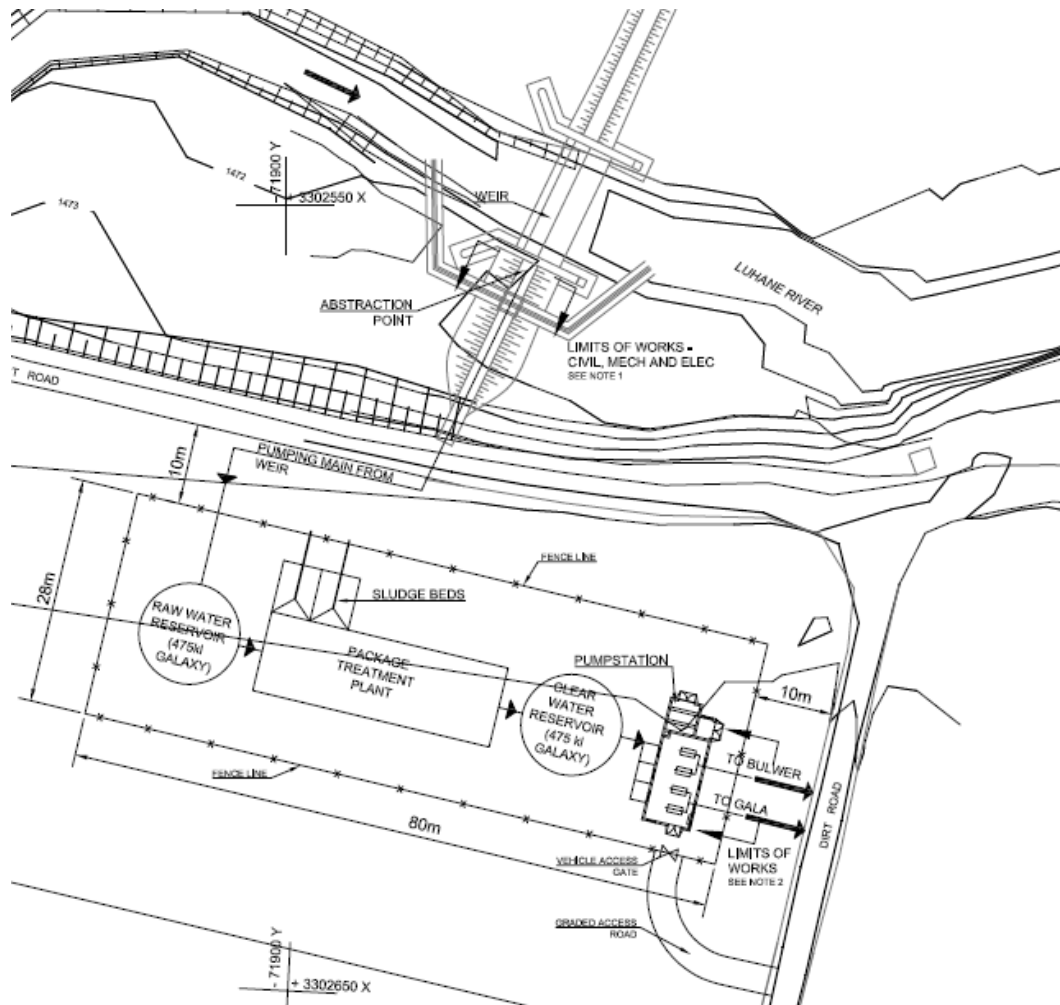 1472
1473
- 71900 Y
+ 3302550 X
WEIR
ABSTRACTION
POINT
LUHANE RIVER
LIMITS OF WORKS -
CIVIL, MECH AND ELEC
SEE NOTE 1
T ROAD
10m
PUMPING MAIN FROM
WEIR
FENCE LINE
28m
SLUDGE BEDS
RAW WATER
RESERVOIR
(475kl
GALAXY)
PACKAGE
TREATMENT
PLANT
PUMPSTATION
CLEAR
WATER
RESERVOIR
(475 kl
GALAXY)
10m
TO BULWER
TO GALA
FENCE LINE
80m
DIRT ROAD
LIMITS OF
WORKS
SEE NOTE 2
VEHICLE ACCESS
GATE
GRADED ACCESS
ROAD
- 71900 Y
+ 3302650 X